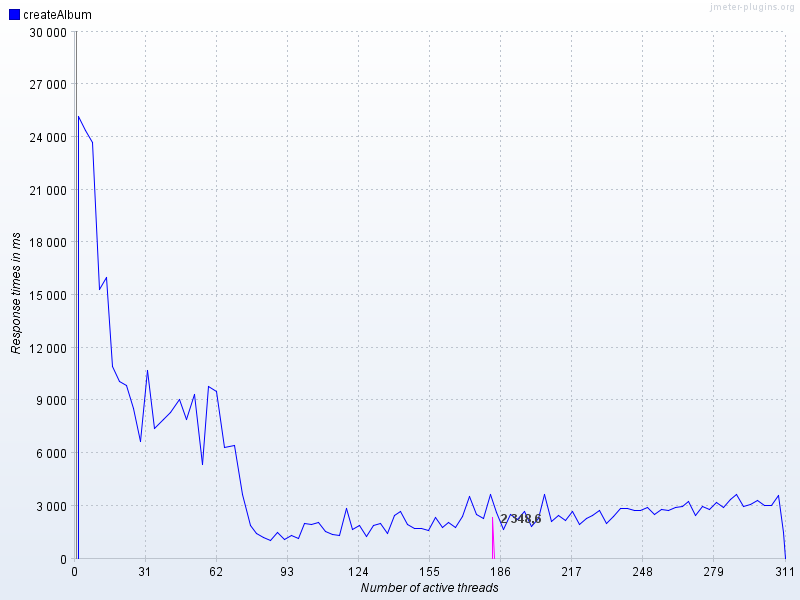 createAlbum
jmeter-plugins.org
30 000
27 000
24 000
21 000
18 000
15 000
12 000
9 000
6 000
3 000
0
Response times in ms
2 348,6
0 31 62 93 124 155 186 217 248 279 311
Number of active threads